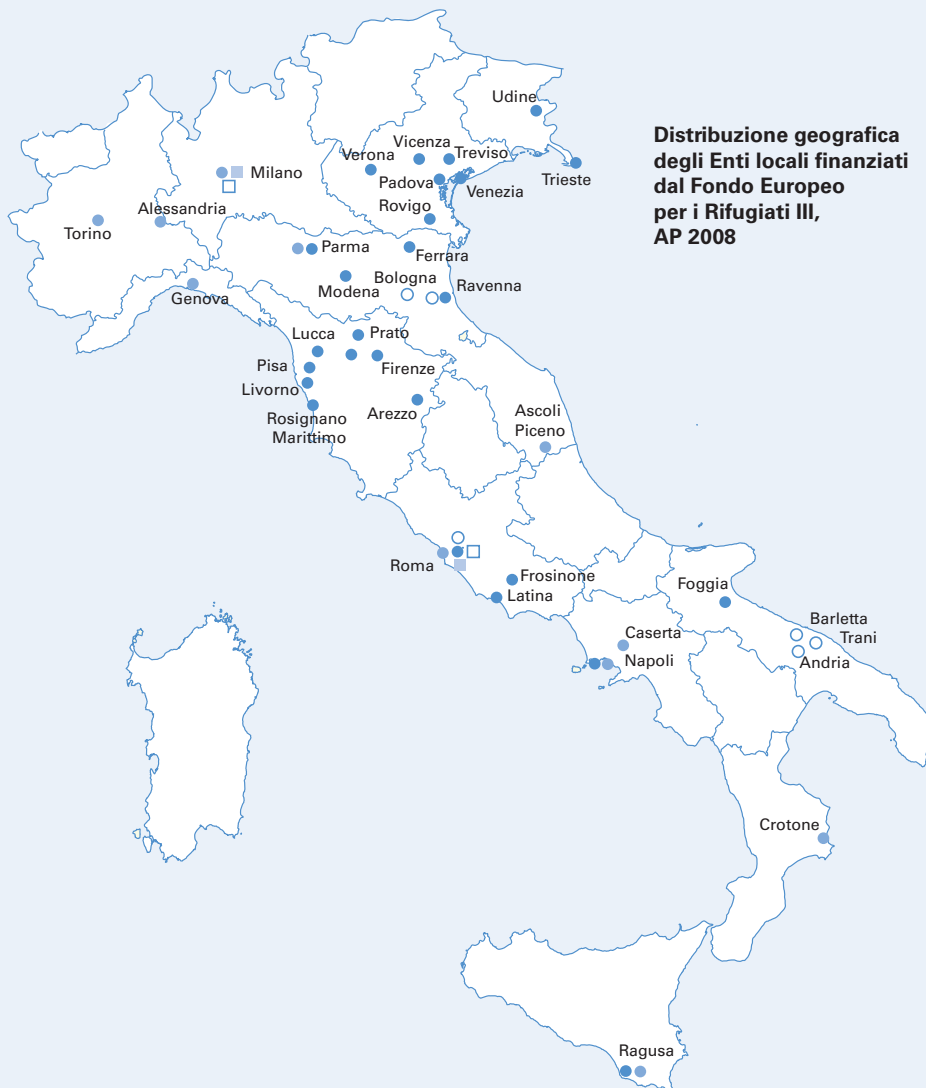 Distribuzione geografica
degli Enti locali finanziati
dal Fondo Europeo
per i Rifugiati III,
AP 2008
Udine
Vicenza
Treviso
Verona
Trieste
Milano
Padova
Venezia
Rovigo
Alessandria
Torino
Parma
Ferrara
Bologna
Ravenna
Modena
Genova
Lucca
Prato
Pisa
Firenze
Livorno
Arezzo
Rosignano
Marittimo
Ascoli
Piceno
Roma
Frosinone
Latina
Foggia
Barletta
Trani
Andria
Caserta
Napoli
Crotone
Ragusa